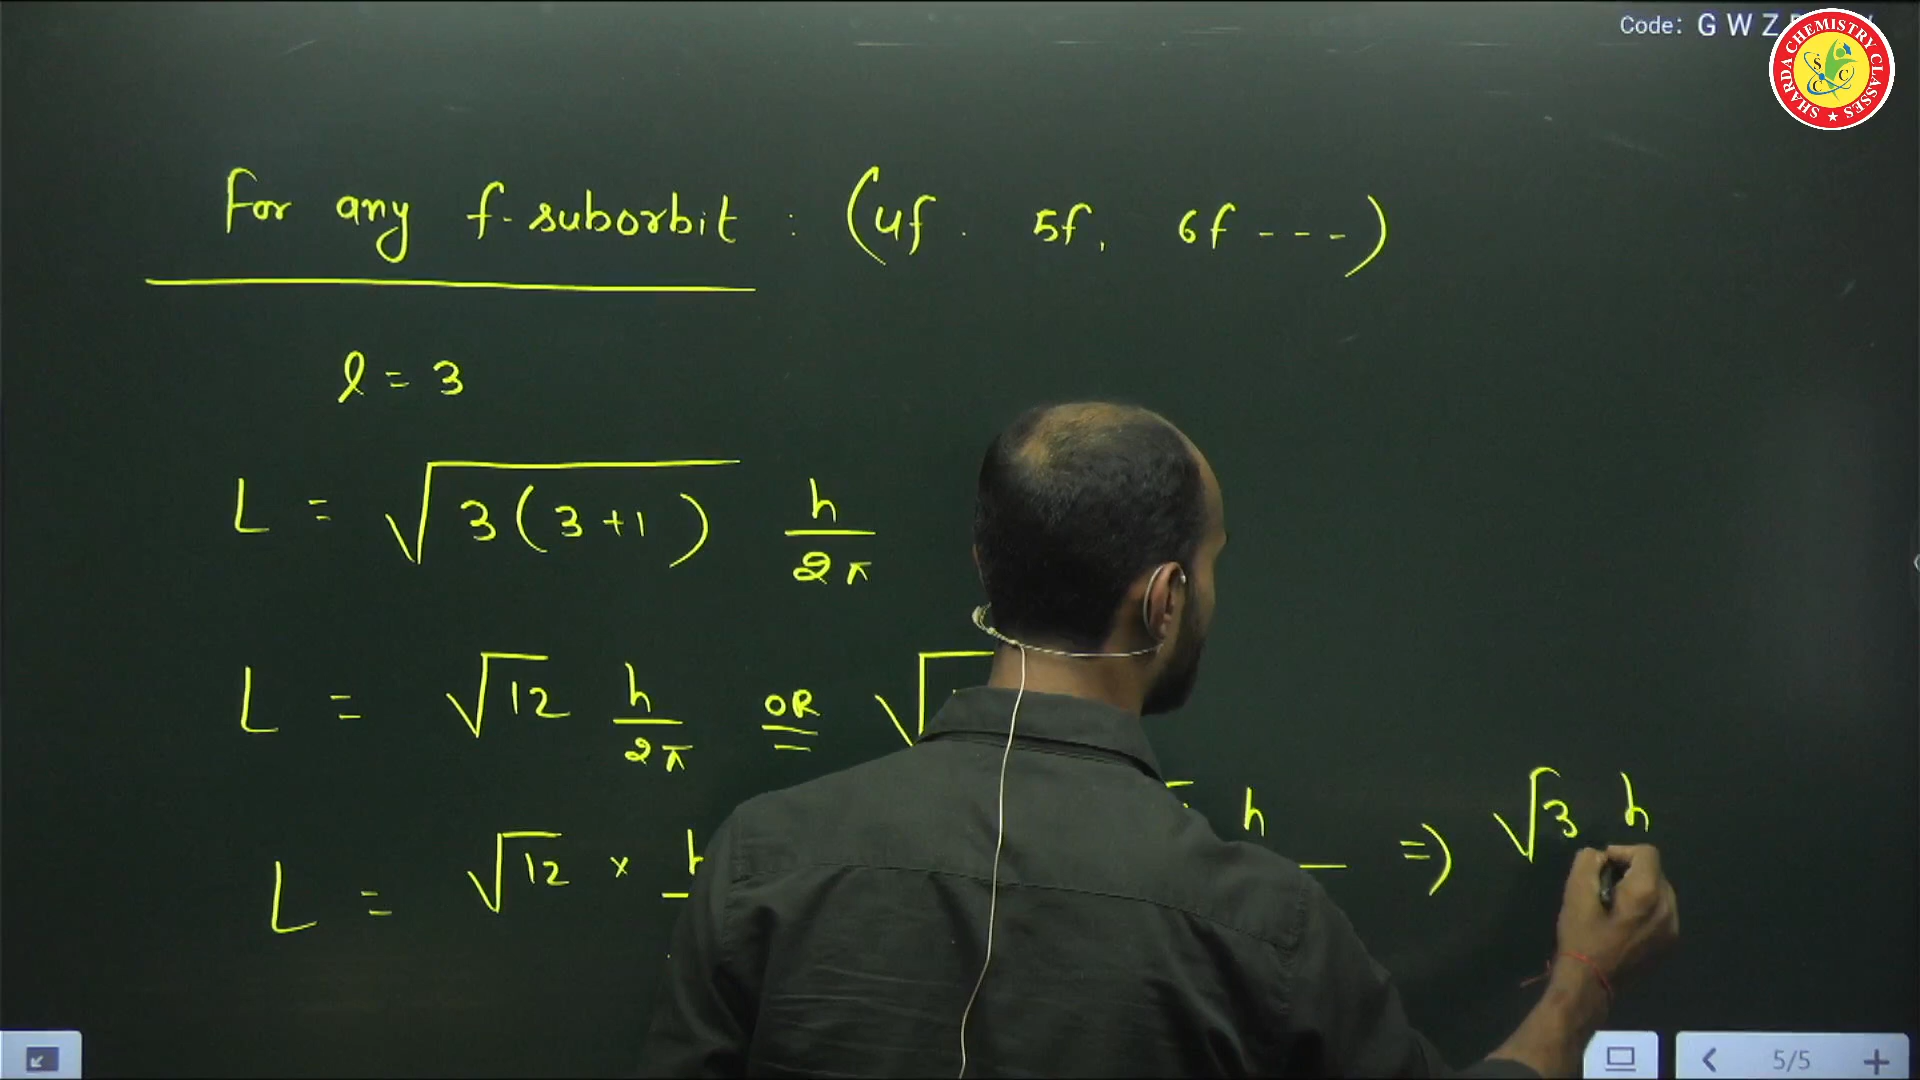 Code: G W Z
SHARDA CHEMISTRY CLASSES
S C C
For any f-suborbit : (4f. 5f, 6f ---)
l = 3
L = √3(3+1) h/2π
L = √12 h/2π OR √
L = √12 × h h => √3 h
5/5